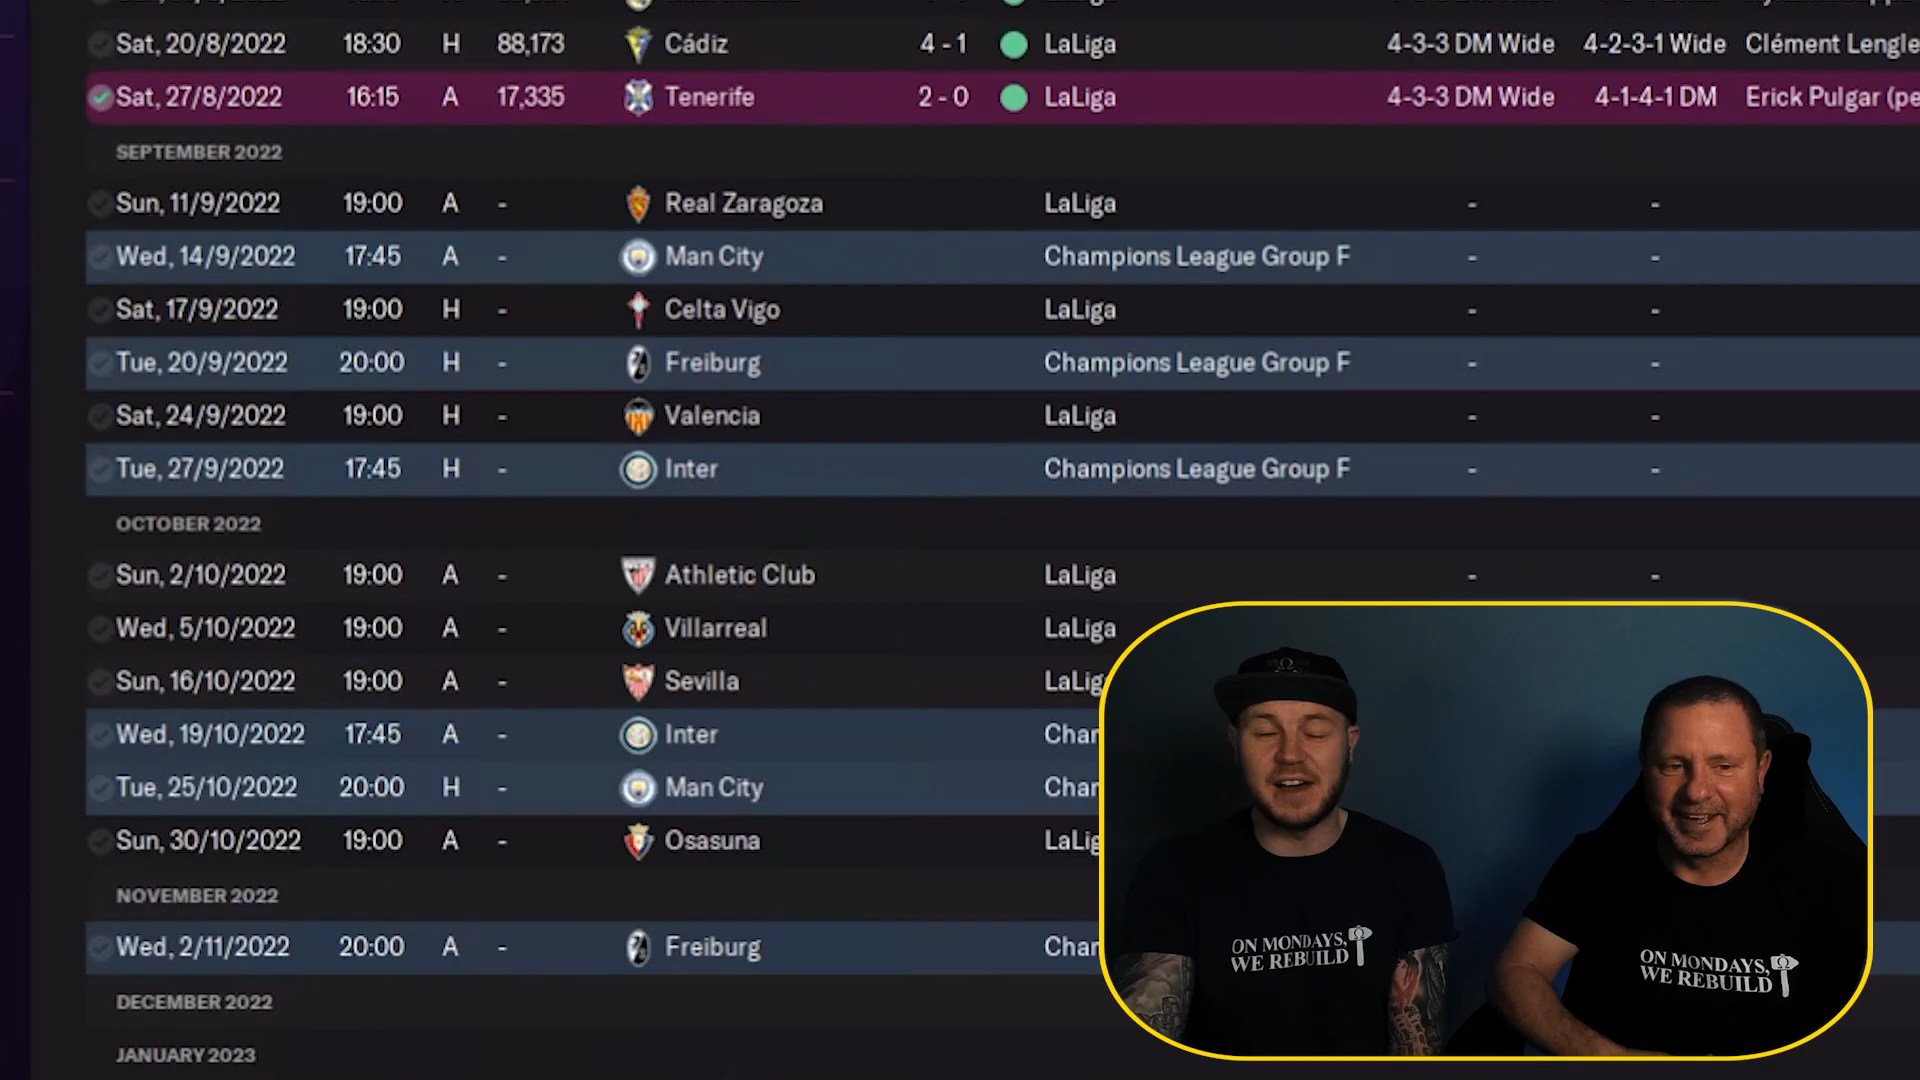 Sat, 20/8/2022 18:30 H 88,173 Cádiz 4 - 1 LaLiga 4-3-3 DM Wide 4-2-3-1 Wide Clément Lengle
Sat, 27/8/2022 16:15 A 17,335 Tenerife 2 - 0 LaLiga 4-3-3 DM Wide 4-1-4-1 DM Erick Pulgar (pe
SEPTEMBER 2022
Sun, 11/9/2022 19:00 A - Real Zaragoza LaLiga - -
Wed, 14/9/2022 17:45 A - Man City Champions League Group F - -
Sat, 17/9/2022 19:00 H - Celta Vigo LaLiga - -
Tue, 20/9/2022 20:00 H - Freiburg Champions League Group F - -
Sat, 24/9/2022 19:00 H - Valencia LaLiga - -
Tue, 27/9/2022 17:45 H - Inter Champions League Group F - -
OCTOBER 2022
Sun, 2/10/2022 19:00 A - Athletic Club LaLiga - -
Wed, 5/10/2022 19:00 A - Villarreal LaLiga
Sun, 16/10/2022 19:00 A - Sevilla LaLig
Wed, 19/10/2022 17:45 A - Inter Char
Tue, 25/10/2022 20:00 H - Man City Char
Sun, 30/10/2022 19:00 A - Osasuna LaLig
NOVEMBER 2022
Wed, 2/11/2022 20:00 A - Freiburg Char
DECEMBER 2022
JANUARY 2023
ON MONDAYS,
WE REBUILD
ON MONDAYS,
WE REBUILD